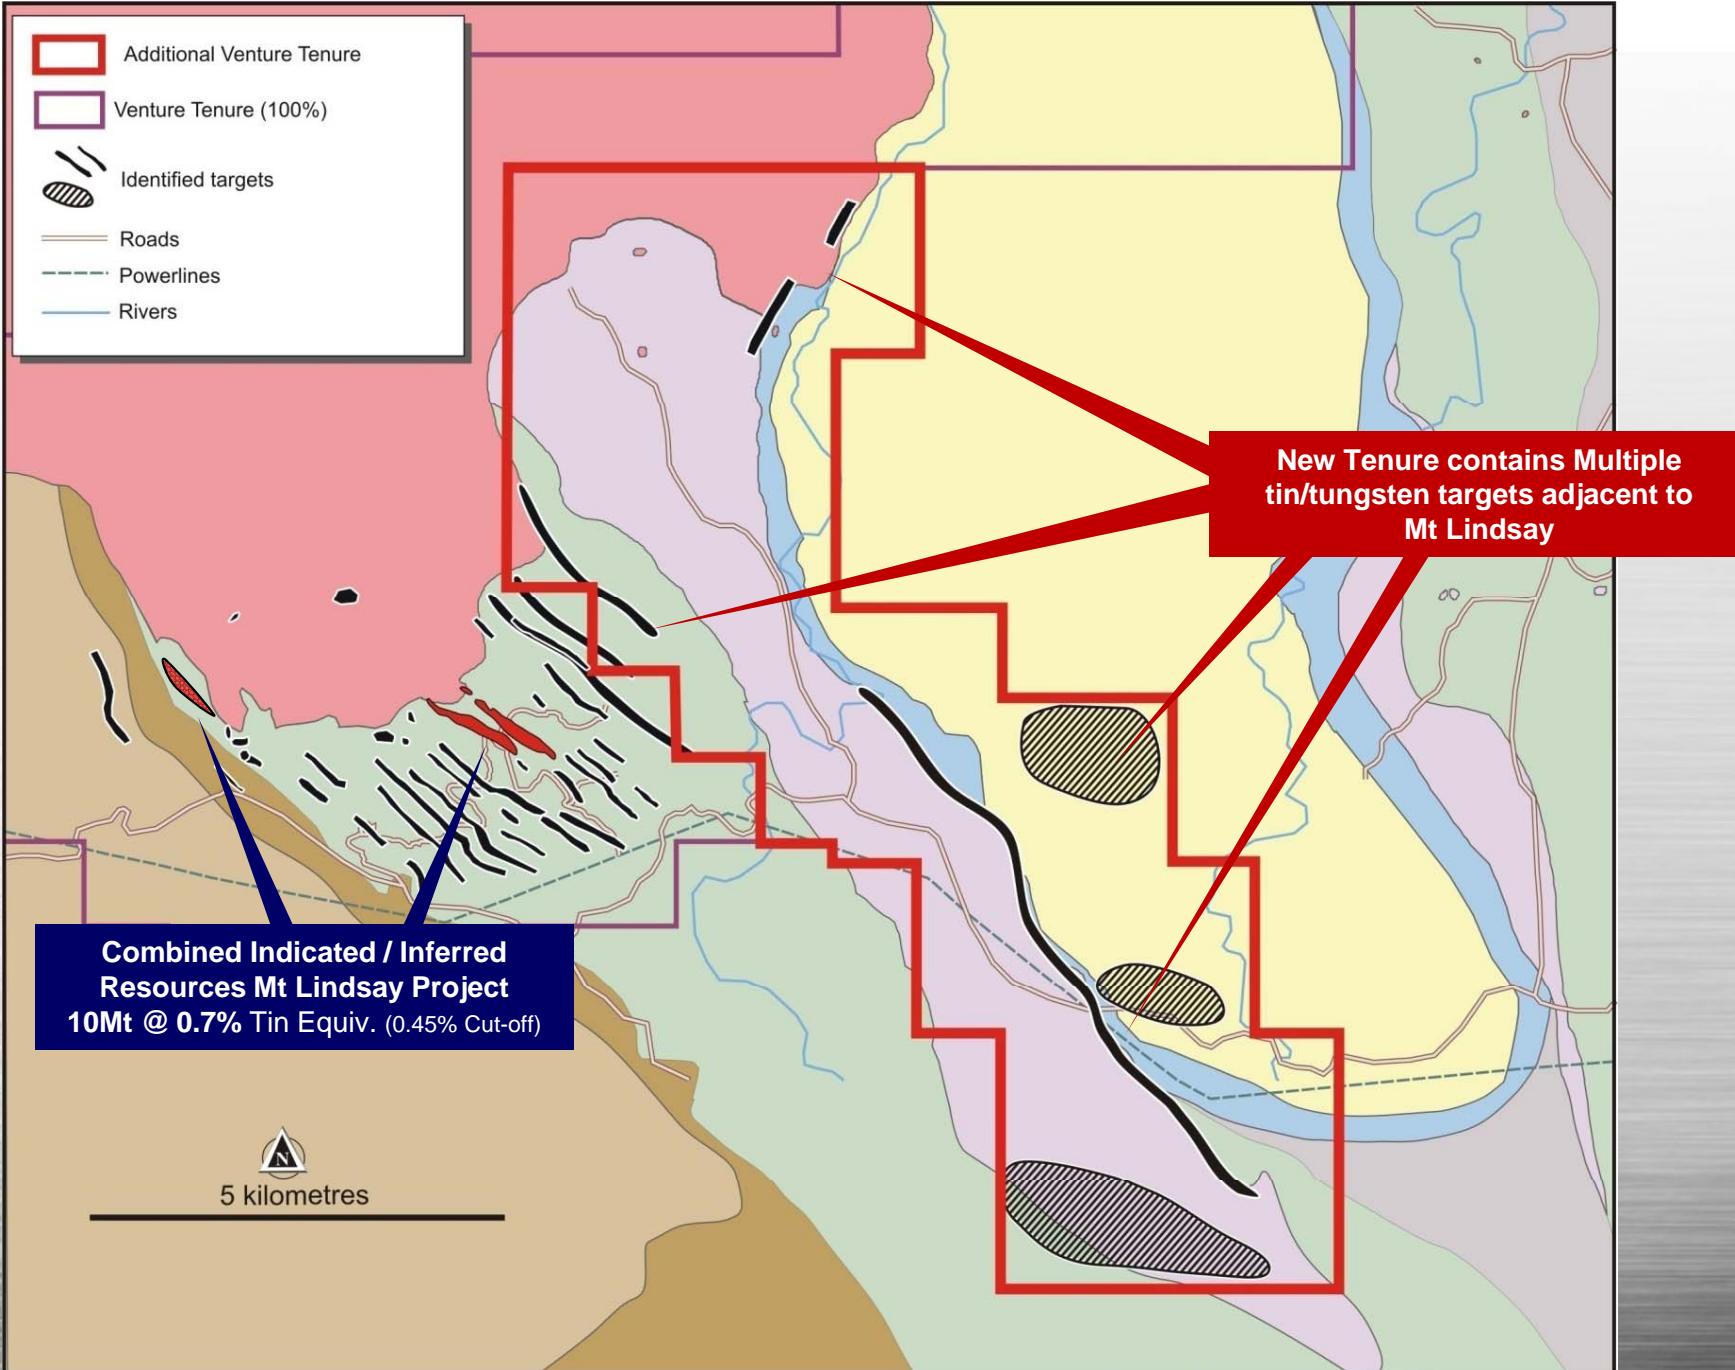 Additional Venture Tenure
Venture Tenure (100%)
Identified targets
Roads
Powerlines
Rivers
New Tenure contains Multiple
tin/tungsten targets adjacent to
Mt Lindsay
Combined Indicated / Inferred
Resources Mt Lindsay Project
10Mt @ 0.7% Tin Equiv. (0.45% Cut-off)
N
5 kilometres